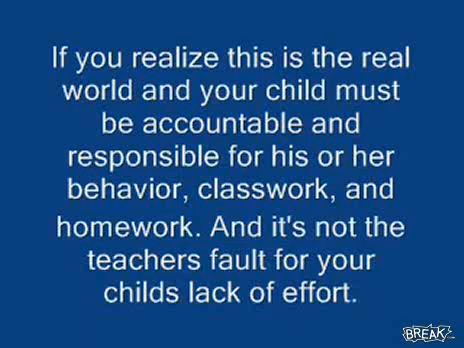 If you realize this is the real
world and your child must
be accountable and
responsible for his or her
behavior, classwork, and
homework. And it's not the
teachers fault for your
childs lack of effort.
BREAK